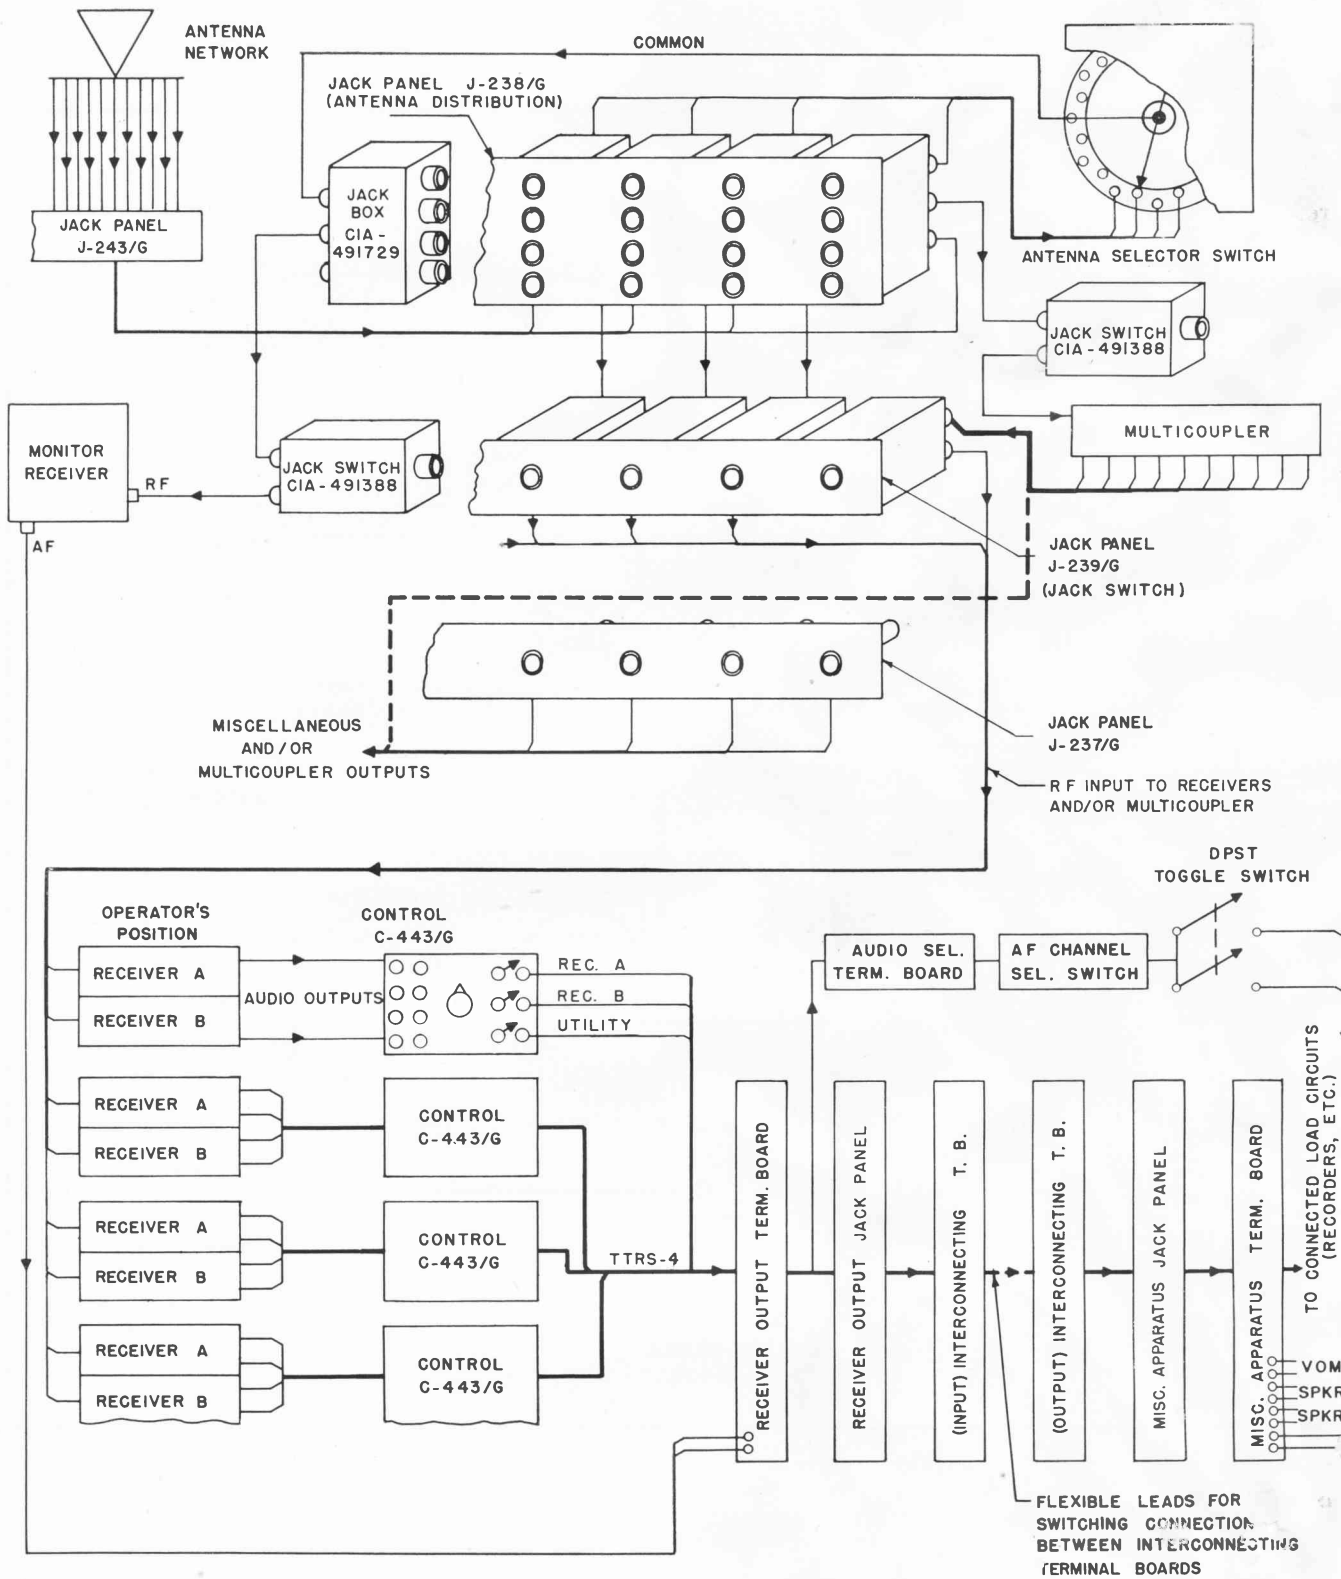 ANTENNA
NETWORK
COMMON
JACK PANEL J-238/G
(ANTENNA DISTRIBUTION)
JACK PANEL
J-243/G
JACK
BOX
CIA-
491729
ANTENNA SELECTOR SWITCH
JACK SWITCH
CIA-491388
MULTICOUPLER
MONITOR
RECEIVER
RF
AF
JACK SWITCH
CIA-491388
JACK PANEL
J-239/G
(JACK SWITCH)
JACK PANEL
J-237/G
MISCELLANEOUS
AND/OR
MULTICOUPLER OUTPUTS
RF INPUT TO RECEIVERS
AND/OR MULTICOUPLER
DPST
TOGGLE SWITCH
OPERATOR'S
POSITION
CONTROL
C-443/G
RECEIVER A
RECEIVER B
AUDIO OUTPUTS
REC. A
REC. B
UTILITY
AUDIO SEL.
TERM. BOARD
AF CHANNEL
SEL. SWITCH
RECEIVER A
RECEIVER B
CONTROL
C-443/G
RECEIVER A
RECEIVER B
CONTROL
C-443/G
TTRS-4
RECEIVER A
RECEIVER B
CONTROL
C-443/G
RECEIVER OUTPUT TERM. BOARD
RECEIVER OUTPUT JACK PANEL
(INPUT) INTERCONNECTING T. B.
(OUTPUT) INTERCONNECTING T. B.
MISC. APPARATUS JACK PANEL
MISC. APPARATUS TERM. BOARD
TO CONNECTED LOAD CIRCUITS
(RECORDERS, ETC.)
VOM
SPKR
SPKR
FLEXIBLE LEADS FOR
SWITCHING CONNECTION
BETWEEN INTERCONNECTING
TERMINAL BOARDS